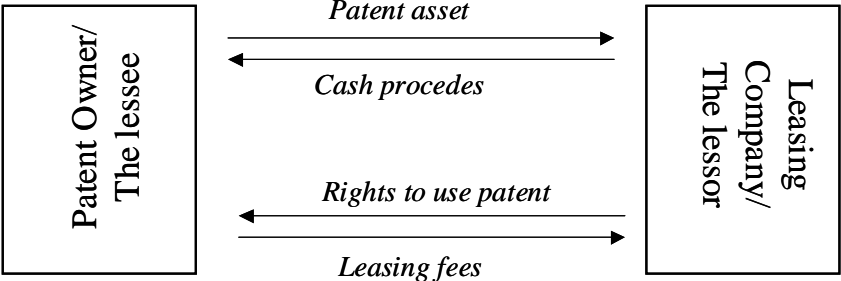 Patent Owner/
The lessee
Patent asset
Cash procedes
Rights to use patent
Leasing fees
Leasing
Company/
The lessor